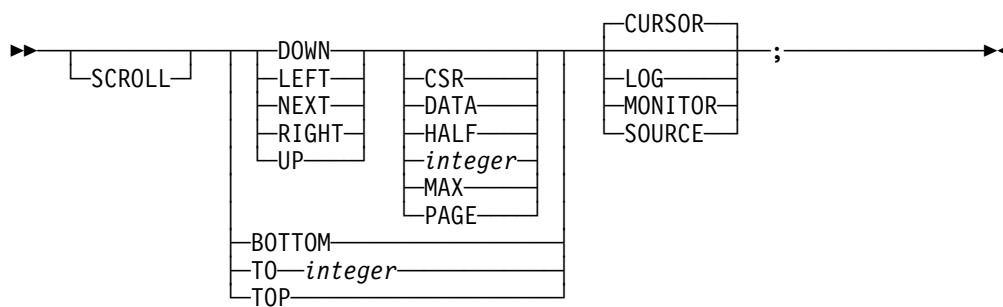 CURSOR
DOWN ;
SCROLL LEFT CSR LOG
NEXT DATA MONITOR
RIGHT HALF SOURCE
UP integer
MAX
PAGE
BOTTOM
TO integer
TOP